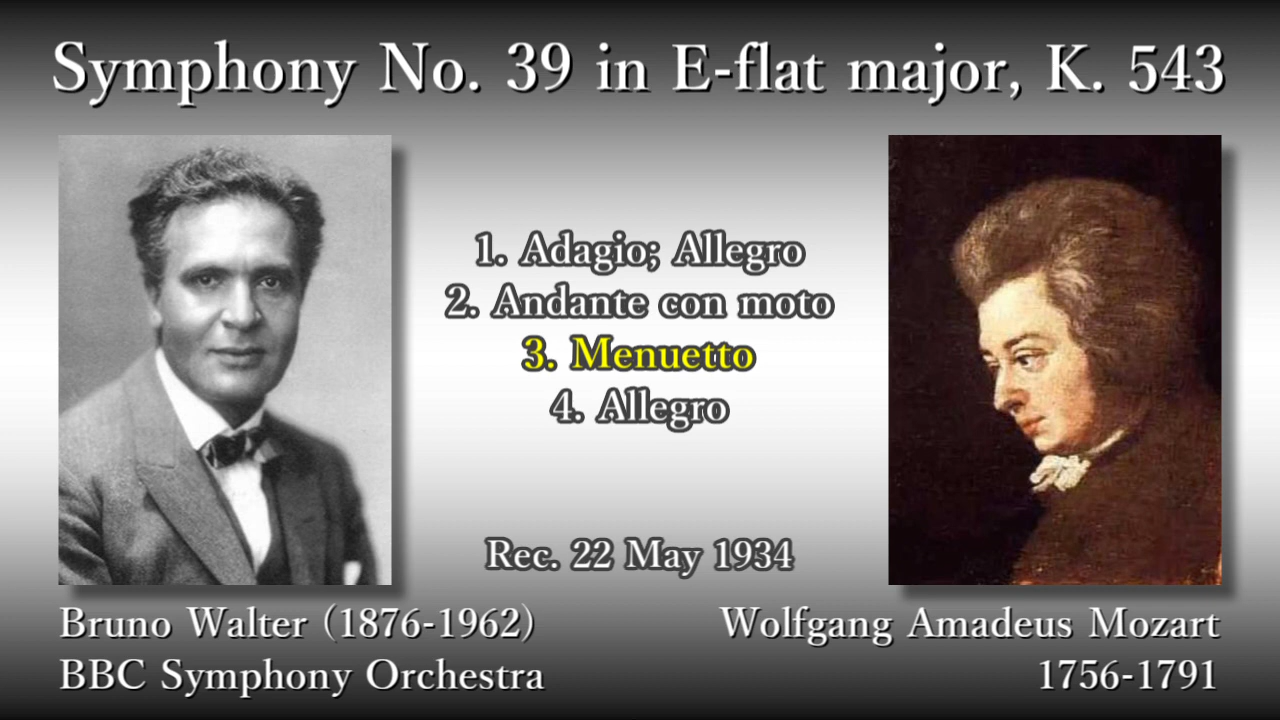 Symphony No. 39 in E-flat major, K. 543
1. Adagio; Allegro
2. Andante con moto
3. Menuetto
4. Allegro
Rec. 22 May 1934
Bruno Walter (1876-1962)
BBC Symphony Orchestra
Wolfgang Amadeus Mozart
1756-1791